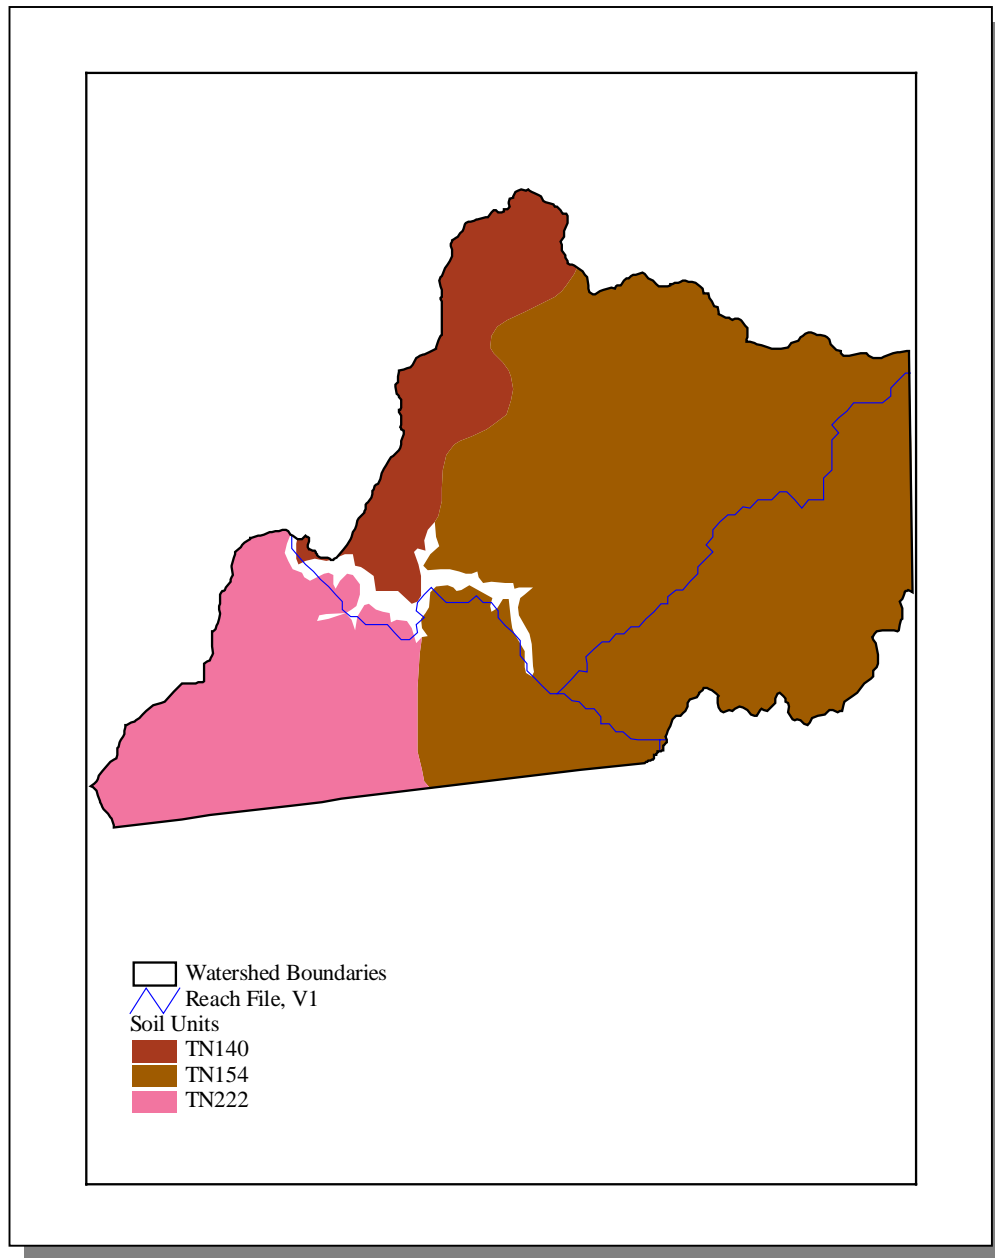 Watershed Boundaries
Reach File, V1
Soil Units
TN140
TN154
TN222